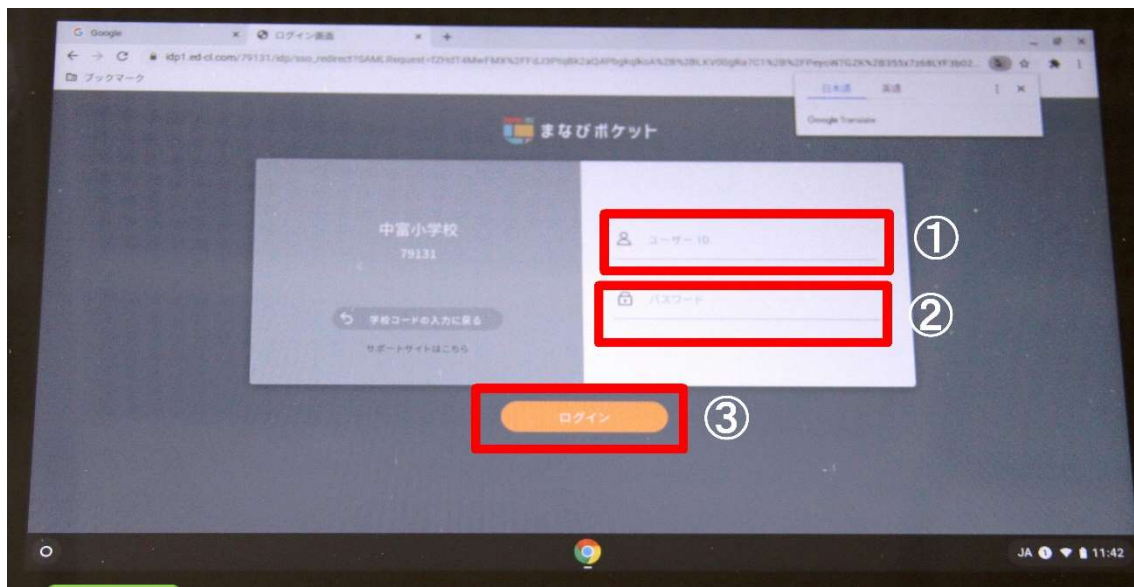 Google
ログイン画面
ブックマーク
日本語 英語
Google Translate
まなびポケット
中富小学校
79131
学校コードの入力に戻る
サポートサイトはこちら
ユーザー ID
①
パスワード
②
ログイン
③
JA 1 11:42